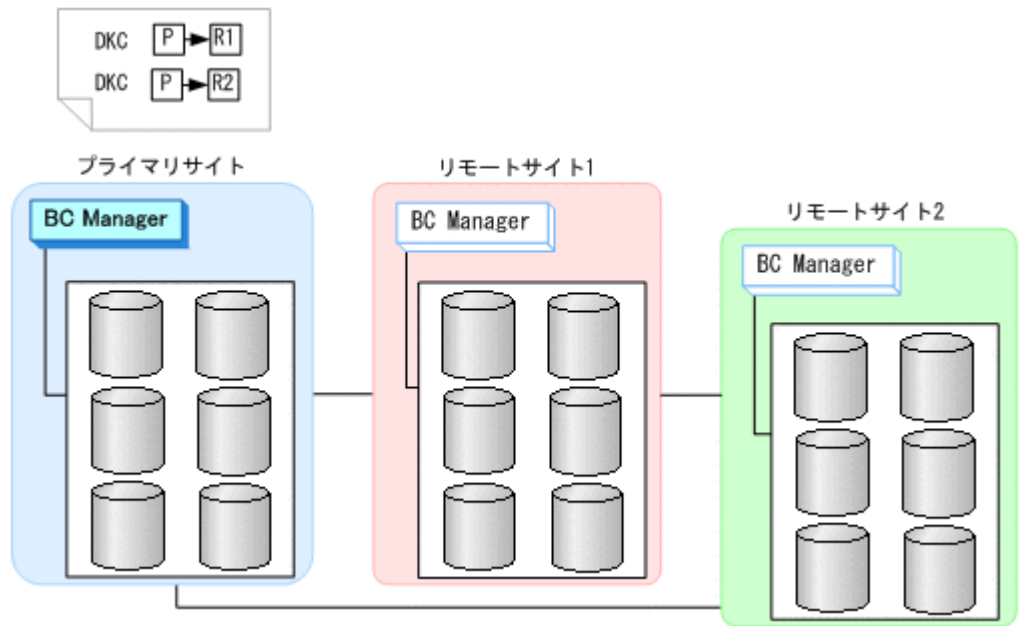 DKC P R1
DKC P R2
プライマリサイト
リモートサイト1
リモートサイト2
BC Manager
BC Manager
BC Manager